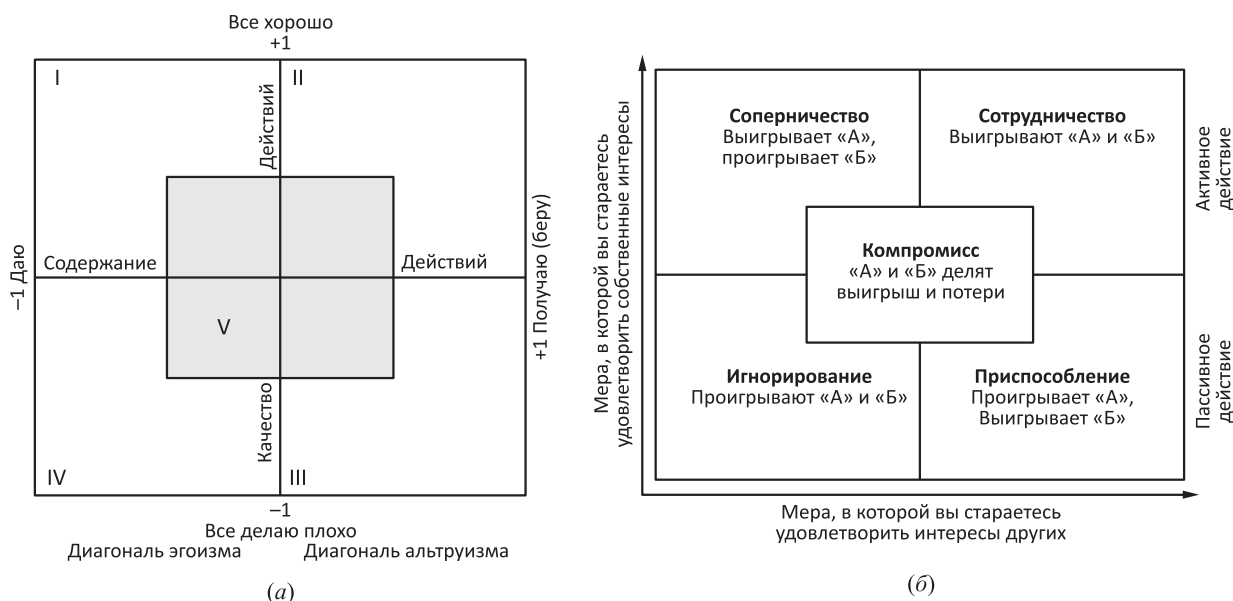 Все хорошо
+1
I
II
Действий
–1 Даю
Содержание
Действий
+1 Получаю (беру)
V
Качество
IV
III
–1
Все делаю плохо
Диагональ эгоизма
Диагональ альтруизма
(а)
Мера, в которой вы стараетесь
удовлетворить собственные интересы
Соперничество
Выигрывает «А»,
проигрывает «Б»
Сотрудничество
Выигрывают «А» и «Б»
Активное
действие
Компромисс
«А» и «Б» делят
выигрыш и потери
Игнорирование
Проигрывают «А» и «Б»
Приспособление
Проигрывает «А»,
Выигрывает «Б»
Пассивное
действие
Мера, в которой вы стараетесь
удовлетворить интересы других
(б)